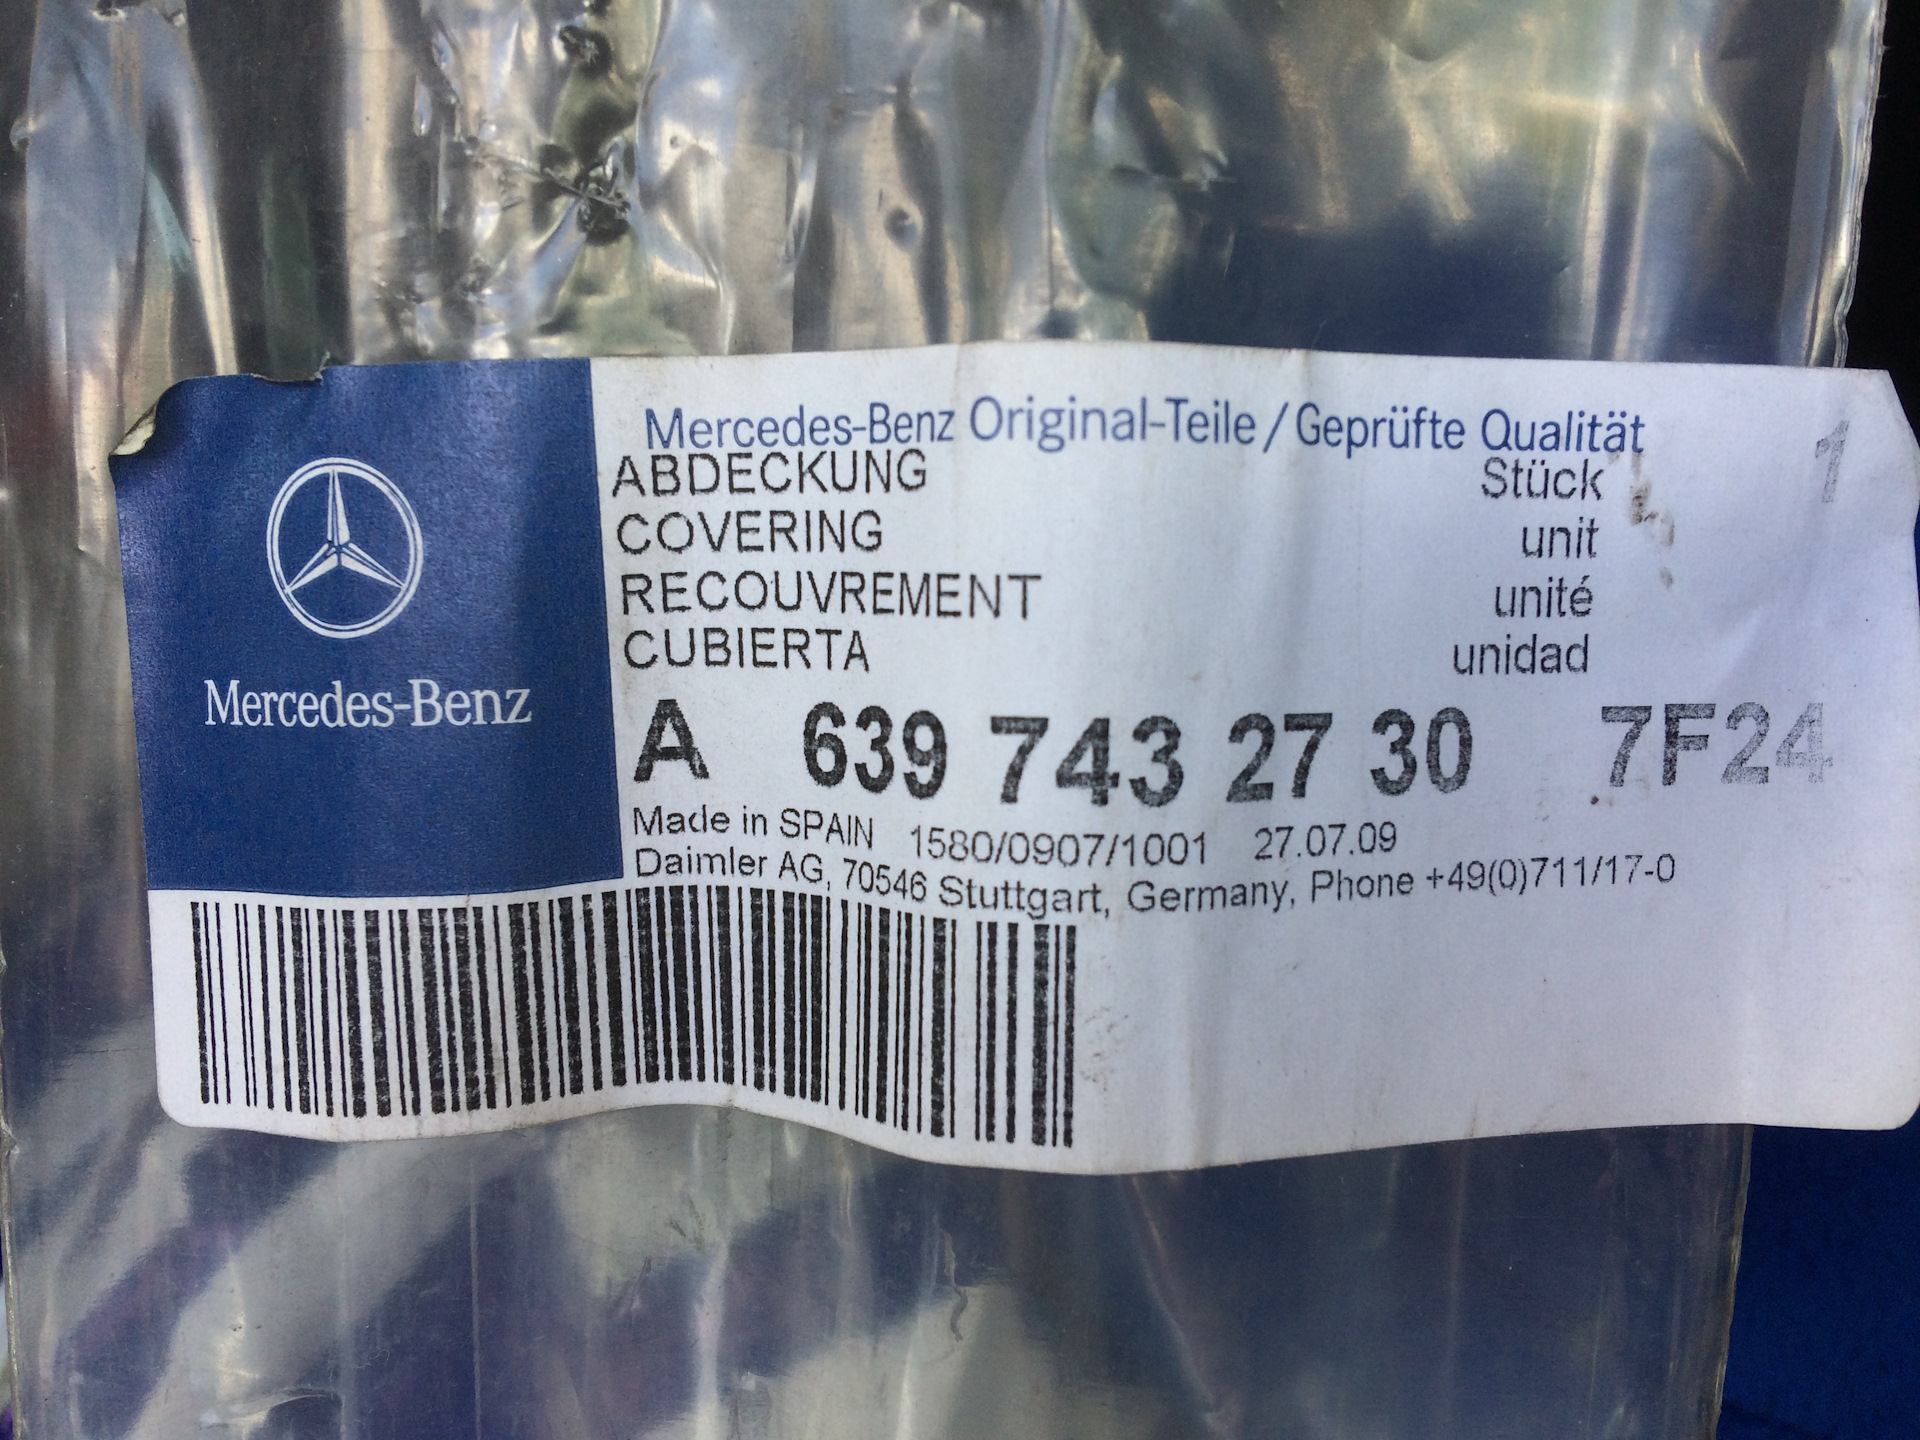 Mercedes-Benz
Mercedes-Benz Original-Teile / Geprüfte Qualität
ABDECKUNG Stück 1
COVERING unit
RECOUVREMENT unité
CUBIERTA unidad
A 639 743 27 30 7F24
Made in SPAIN 1580/0907/1001 27.07.09
Daimler AG, 70546 Stuttgart, Germany, Phone +49(0)711/17-0